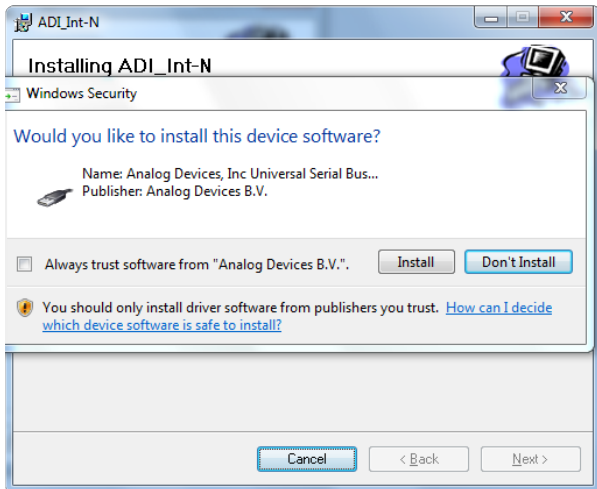 ADI_Int-N
Installing ADI_Int-N
Windows Security
Would you like to install this device software?
Name: Analog Devices, Inc Universal Serial Bus...
Publisher: Analog Devices B.V.
Always trust software from "Analog Devices B.V.".
Install
Don't Install
You should only install driver software from publishers you trust. How can I decide
which device software is safe to install?
Cancel
< Back
Next >